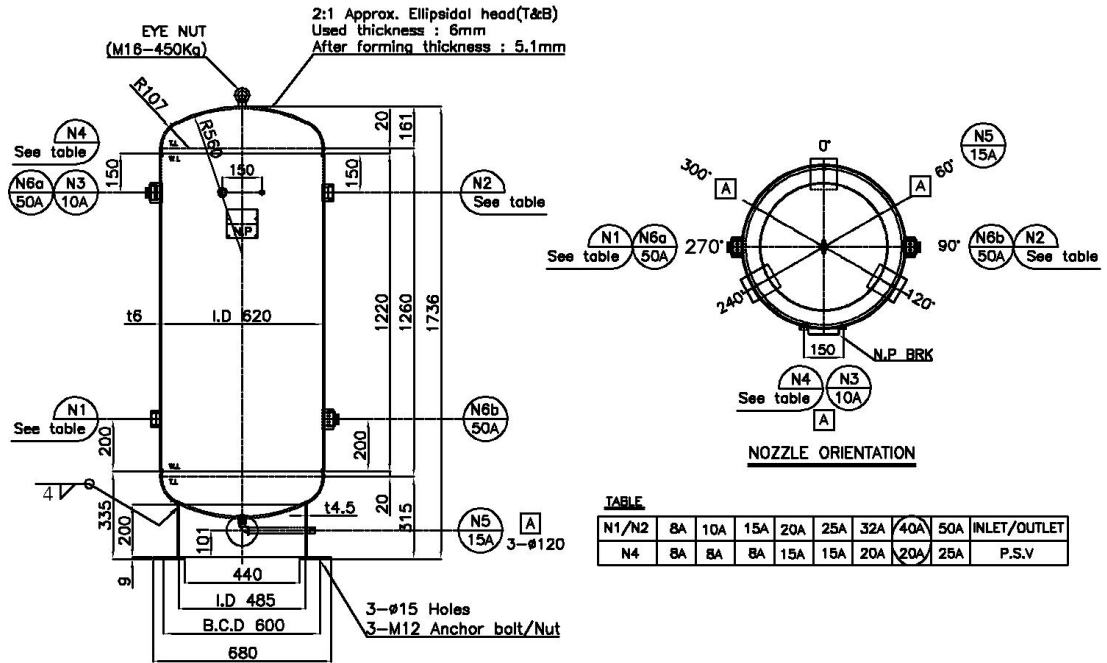 2:1 Approx. Ellipsidal head(T&B)
Used thickness : 6mm
After forming thickness : 5.1mm
EYE NUT
(M16-450Kg)
R107
R560
20
161
N4
See table
T.L
W.L
150
150
150
N6a
50A
N3
10A
N2
See table
N.P
t6
I.D 620
1220
1260
1736
N1
See table
N6b
50A
200
200
W.L
T.L
4
335
200
t4.5
20
315
101
N5
15A
A
3-ø120
9
440
I.D 485
B.C.D 600
680
3-ø15 Holes
3-M12 Anchor bolt/Nut
0°
N5
15A
300°
60°
A
A
N1
See table
N6a
50A
270°
90°
N6b
50A
N2
See table
240°
120°
150
N.P BRK
N4
See table
N3
10A
A
NOZZLE ORIENTATION
TABLE
N1/N2 8A 10A 15A 20A 25A 32A 40A 50A INLET/OUTLET
N4 8A 8A 8A 15A 15A 20A 20A 25A P.S.V